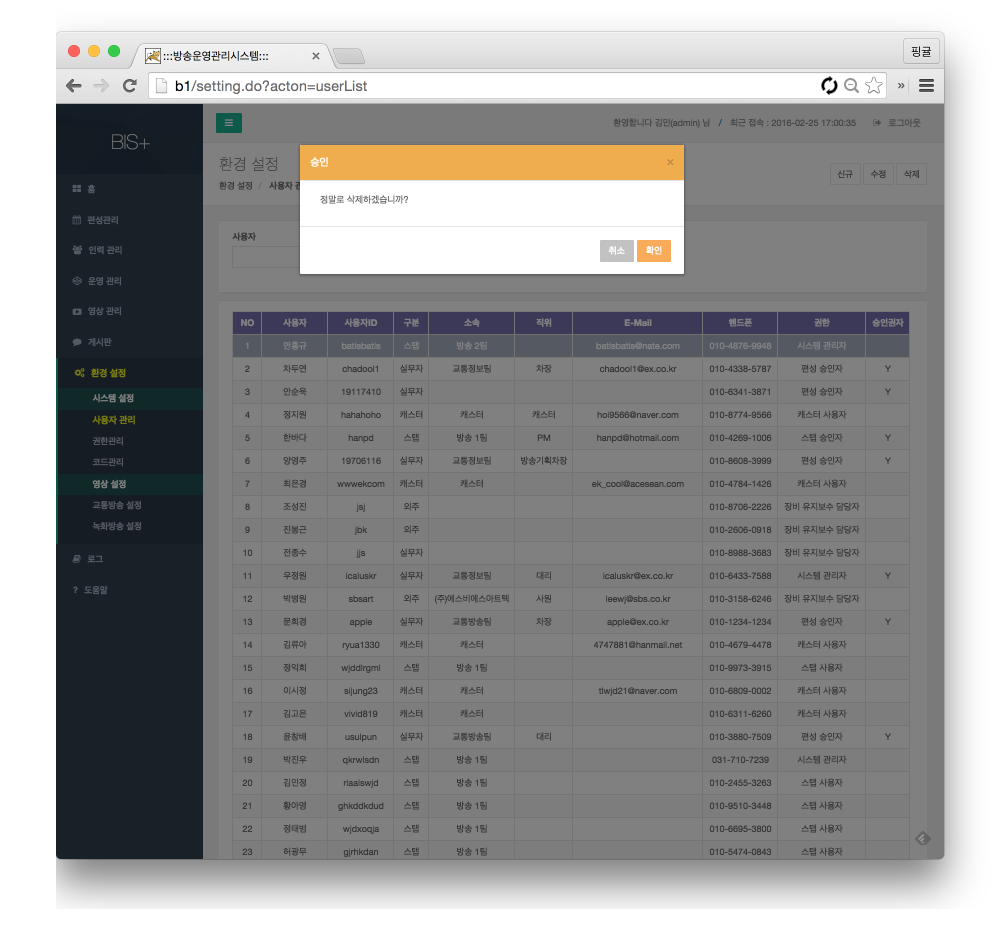 :::방송운영관리시스템:::
핑귤
b1/setting.do?acton=userList
BIS+
환영합니다 김민(admin) 님 / 최근 접속 : 2016-02-25 17:00:35 로그아웃
환경 설정
환경 설정 / 사용자 관
신규 수정 삭제
승인
정말로 삭제하겠습니까?
취소 확인
홈
편성관리
인력 관리
운영 관리
영상 관리
게시판
환경 설정
시스템 설정
사용자 관리
권한관리
코드관리
영상 설정
교통방송 설정
녹화방송 설정
로그
? 도움말
사용자
NO 사용자 사용자ID 구분 소속 직위 E-Mail 핸드폰 권한 승인권자
1 안홍규 batisbatis 스탭 방송 2팀 batisbatis@nate.com 010-4876-9948 시스템 관리자
2 차두연 chadool1 실무자 교통정보팀 차장 chadool1@ex.co.kr 010-4338-5787 편성 승인자 Y
3 안순욱 19117410 실무자 010-6341-3871 편성 승인자 Y
4 정지원 hahahoho 캐스터 캐스터 캐스터 hoi9566@naver.com 010-8774-9566 캐스터 사용자
5 한바다 hanpd 스탭 방송 1팀 PM hanpd@hotmail.com 010-4269-1006 스탭 승인자 Y
6 양영주 19706116 실무자 교통정보팀 방송기획차장 010-8608-3999 편성 승인자 Y
7 최은경 wwwekcom 캐스터 캐스터 ek_cool@acesean.com 010-4784-1426 캐스터 사용자
8 조성진 jsj 외주 010-8706-2226 장비 유지보수 담당자
9 진봉근 jbk 외주 010-2606-0918 장비 유지보수 담당자
10 전종수 jjs 실무자 010-8988-3683 장비 유지보수 담당자
11 우정원 icaluskr 실무자 교통정보팀 대리 icaluskr@ex.co.kr 010-6433-7588 시스템 관리자 Y
12 박병원 sbsart 외주 (주)에스비에스아트텍 사원 leewj@sbs.co.kr 010-3158-6246 장비 유지보수 담당자
13 문희경 apple 실무자 교통방송팀 차장 apple@ex.co.kr 010-1234-1234 편성 승인자 Y
14 김류아 ryua1330 캐스터 캐스터 4747881@hanmail.net 010-4679-4478 캐스터 사용자
15 정익희 wjddlrgml 스탭 방송 1팀 010-9973-3915 스탭 사용자
16 이시정 sijung23 캐스터 캐스터 tlwjd21@naver.com 010-6809-0002 캐스터 사용자
17 김고은 vivid819 캐스터 캐스터 010-6311-6260 캐스터 사용자
18 윤창배 usulpun 실무자 교통방송팀 대리 010-3880-7509 편성 승인자 Y
19 박진우 qkrwlsdn 스탭 방송 1팀 031-710-7239 시스템 관리자
20 김민정 rlaalswjd 스탭 방송 1팀 010-2455-3263 스탭 사용자
21 황아영 ghkddkdud 스탭 방송 1팀 010-9510-3448 스탭 사용자
22 정태범 wjdxoqja 스탭 방송 1팀 010-6695-3800 스탭 사용자
23 허광무 gjrhkdan 스탭 방송 1팀 010-5474-0843 스탭 사용자